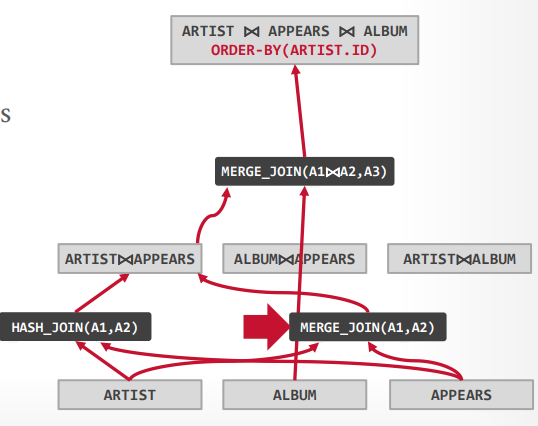 ARTIST ⋈ APPEARS ⋈ ALBUM
ORDER-BY(ARTIST.ID)
s
MERGE_JOIN(A1⋈A2,A3)
ARTIST⋈APPEARS
ALBUM⋈APPEARS
ARTIST⋈ALBUM
HASH_JOIN(A1,A2)
MERGE_JOIN(A1,A2)
ARTIST
ALBUM
APPEARS